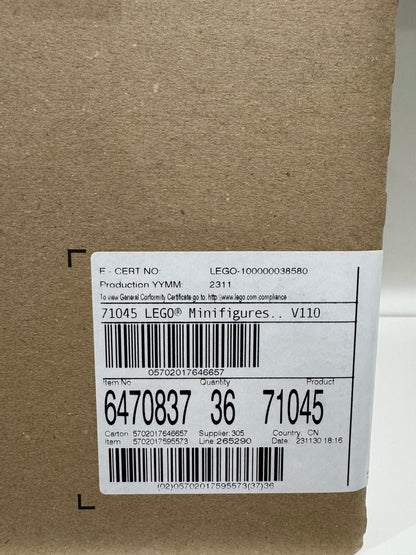 E - CERT NO: LEGO-100000038580
Production YYMM: 2311
To view General Conformity Certificate go to: http://www.lego.com compliance
71045 LEGO® Minifigures.. V110
05702017646657
Item No Quantity Product
6470837 36 71045
Carton 5702017646657 Supplier 305 Country: CN
Item 5702017595573 Line 265290 Date: 231130 18:16
(02)05702017595573(37)36